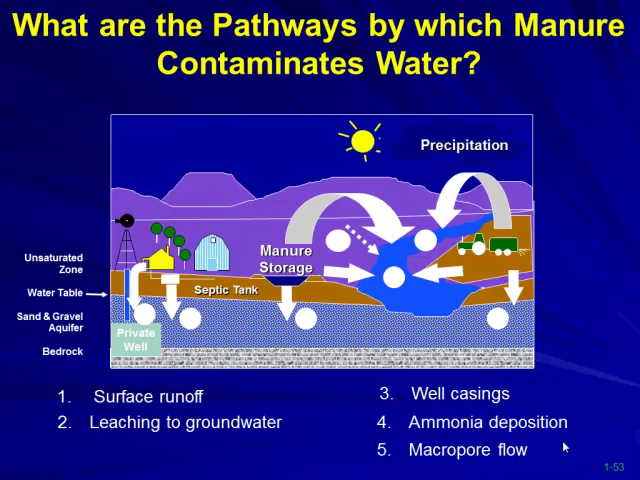 What are the Pathways by which Manure
Contaminates Water?
Precipitation
Manure
Storage
Unsaturated
Zone
Septic Tank
Water Table
Sand & Gravel
Aquifer
Private
Well
Bedrock
1. Surface runoff
2. Leaching to groundwater
3. Well casings
4. Ammonia deposition
5. Macropore flow
1-53